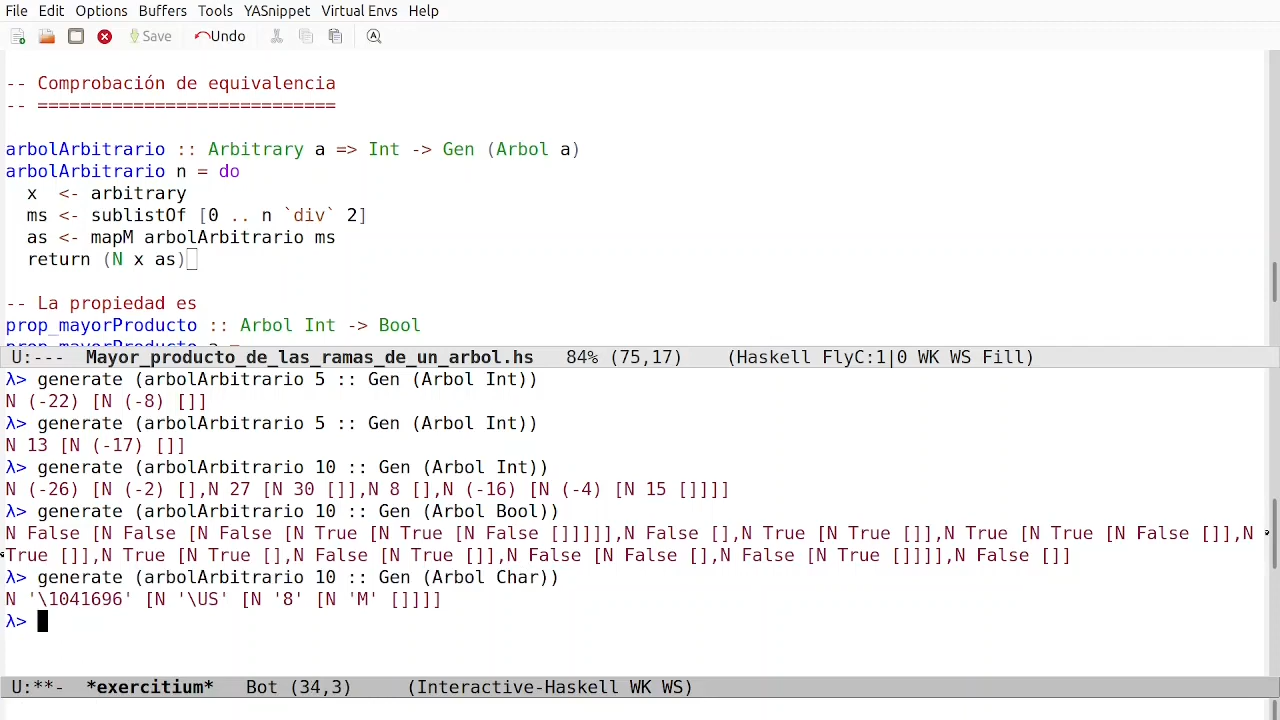 File Edit Options Buffers Tools YASnippet Virtual Envs Help
Save Undo
-- Comprobación de equivalencia
-- ============================
arbolArbitrario :: Arbitrary a => Int -> Gen (Arbol a)
arbolArbitrario n = do
  x  <- arbitrary
  ms <- sublistOf [0 .. n `div` 2]
  as <- mapM arbolArbitrario ms
  return (N x as)
-- La propiedad es
prop_mayorProducto :: Arbol Int -> Bool
prop_mayorProducto a =
U:---  Mayor_producto_de_las_ramas_de_un_arbol.hs   84% (75,17)    (Haskell FlyC:1|0 WK WS Fill)
λ> generate (arbolArbitrario 5 :: Gen (Arbol Int))
N (-22) [N (-8) []]
λ> generate (arbolArbitrario 5 :: Gen (Arbol Int))
N 13 [N (-17) []]
λ> generate (arbolArbitrario 10 :: Gen (Arbol Int))
N (-26) [N (-2) [],N 27 [N 30 []],N 8 [],N (-16) [N (-4) [N 15 []]]]
λ> generate (arbolArbitrario 10 :: Gen (Arbol Bool))
N False [N False [N False [N True [N True [N False []]]]],N False [],N True [N True []],N True [N True [N False []],N
True []],N True [N True [],N False [N True []],N False [N False [],N False [N True []]]],N False []]
λ> generate (arbolArbitrario 10 :: Gen (Arbol Char))
N '\1041696' [N '\US' [N '8' [N 'M' []]]]
λ>
U:**-  *exercitium*   Bot (34,3)     (Interactive-Haskell WK WS)